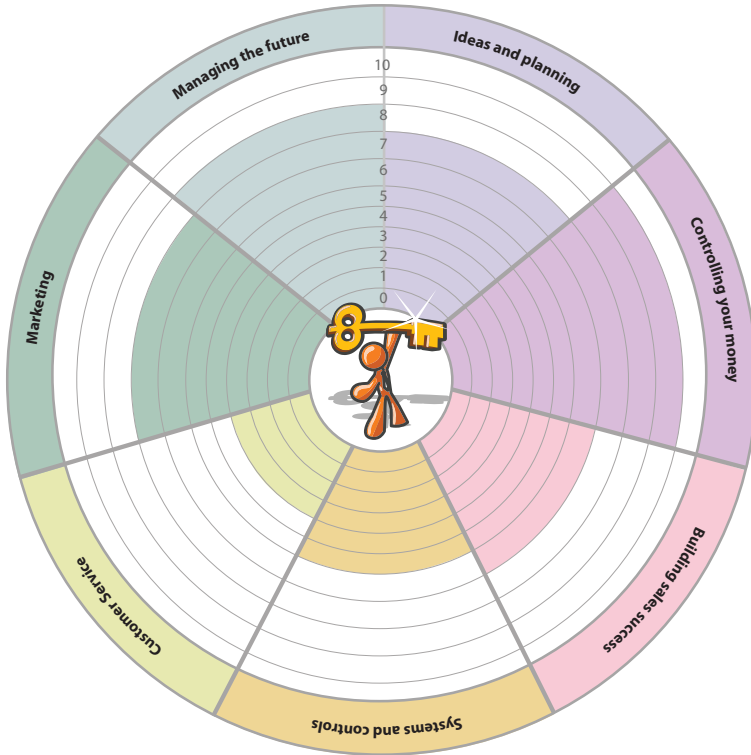 Managing the future
Ideas and planning
Controlling your money
Building sales success
Systems and controls
Customer Service
Marketing
10
9
8
7
6
5
4
3
2
1
0